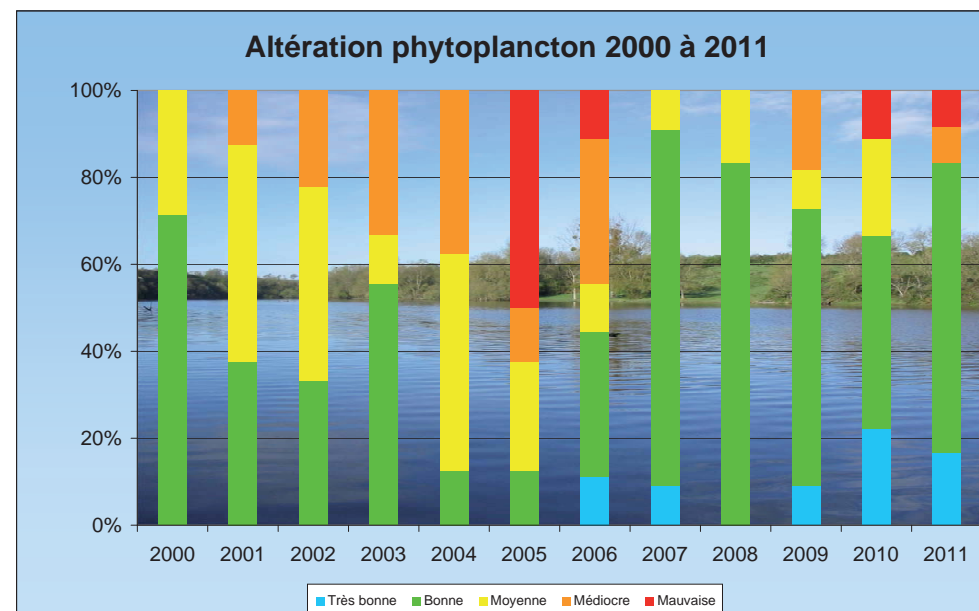 Altération phytoplancton 2000 à 2011
100%
80%
60%
40%
20%
0%
2000 2001 2002 2003 2004 2005 2006 2007 2008 2009 2010 2011
Très bonne Bonne Moyenne Médiocre Mauvaise